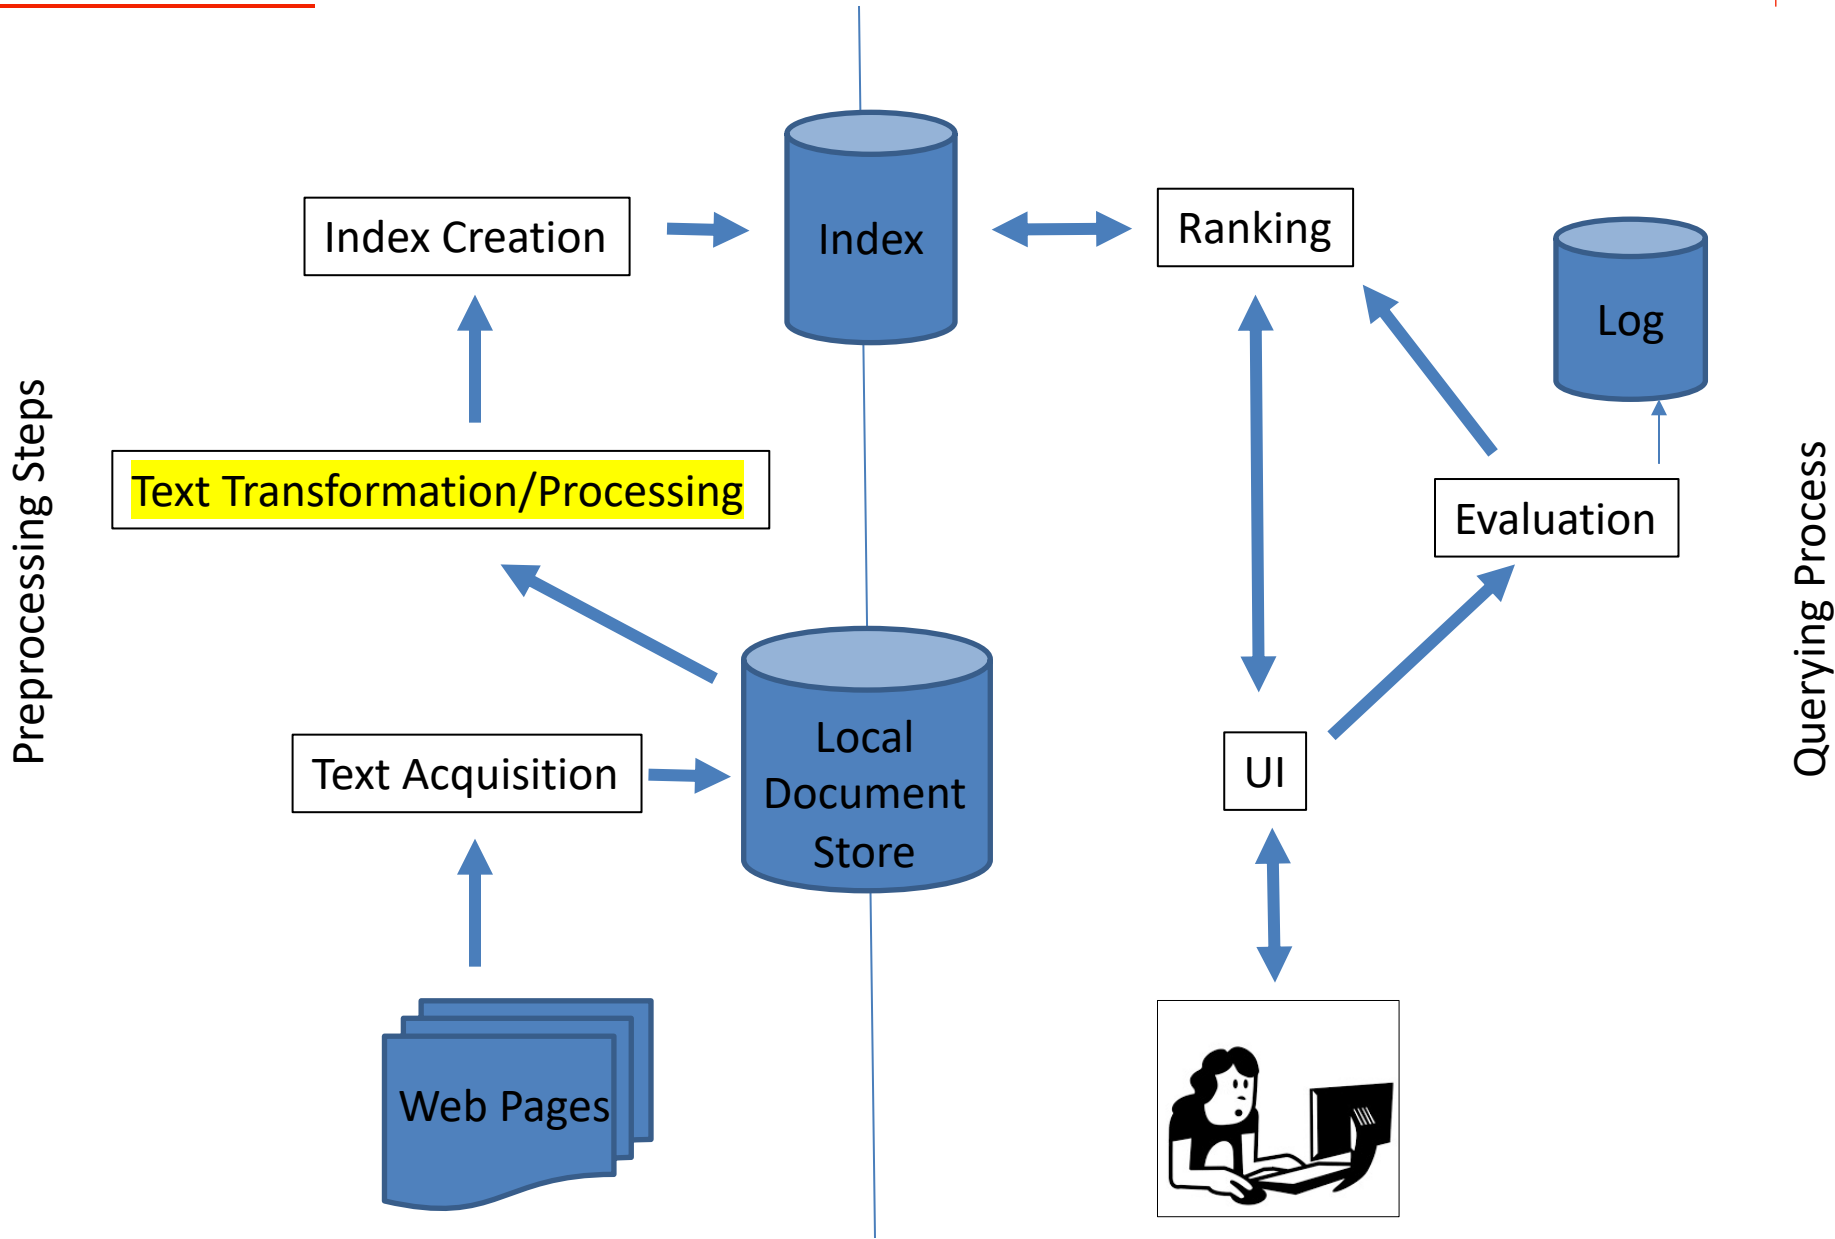 Preprocessing Steps
Index Creation
Index
Ranking
Log
Text Transformation/Processing
Evaluation
Text Acquisition
Local
Document
Store
UI
Web Pages
Querying Process